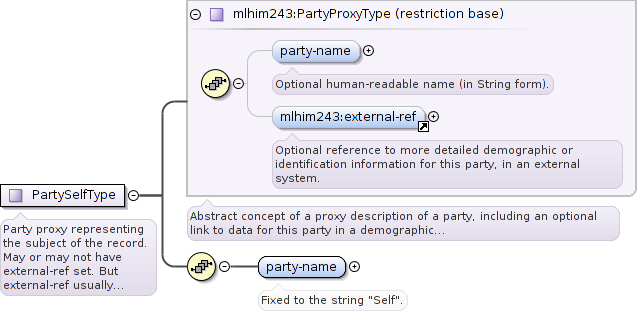 mlhim243:PartyProxyType (restriction base)
party-name
Optional human-readable name (in String form).
mlhim243:external-ref
Optional reference to more detailed demographic or
identification information for this party, in an external
system.
PartySelfType
Party proxy representing
the subject of the record.
May or may not have
external-ref set. But
external-ref usually...
Abstract concept of a proxy description of a party, including an optional
link to data for this party in a demographic...
party-name
Fixed to the string "Self".